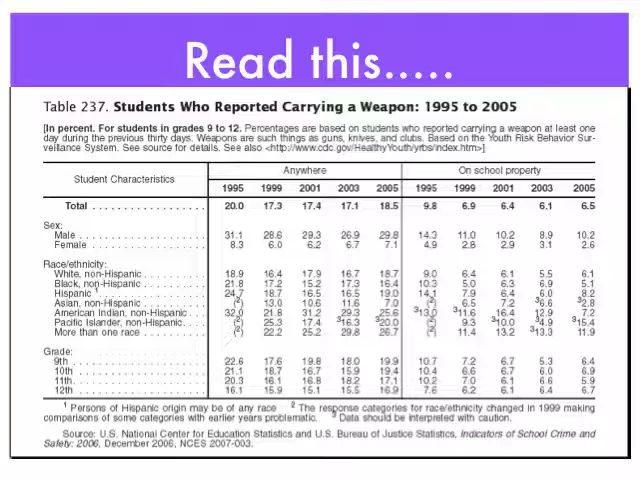 Read this.....
Table 237. Students Who Reported Carrying a Weapon: 1995 to 2005
[In percent. For students in grades 9 to 12. Percentages are based on students who reported carrying a weapon at least one
day during the previous thirty days. Weapons are such things as guns, knives, and clubs. Based on the Youth Risk Behavior Sur-
veillance System. See source for details. See also <http://www.cdc.gov/HealthyYouth/yrbs/index.htm>]
Student Characteristics Anywhere On school property
1995 1999 2001 2003 2005 1995 1999 2001 2003 2005
Total . . . . . . . . . . . . . . . . . . 20.0 17.3 17.4 17.1 18.5 9.8 6.9 6.4 6.1 6.5
Sex:
Male . . . . . . . . . . . . . . . . . . . 31.1 28.6 29.3 26.9 29.8 14.3 11.0 10.2 8.9 10.2
Female . . . . . . . . . . . . . . . . . 8.3 6.0 6.2 6.7 7.1 4.9 2.8 2.9 3.1 2.6
Race/ethnicity:
White, non-Hispanic . . . . . . . . . . 18.9 16.4 17.9 16.7 18.7 9.0 6.4 6.1 5.5 6.1
Black, non-Hispanic . . . . . . . . . . 21.8 17.2 15.2 17.3 16.4 10.3 5.0 6.3 6.9 5.1
Hispanic ¹ . . . . . . . . . . . . . . . . 24.7 18.7 16.5 16.5 19.0 14.1 7.9 6.4 6.0 8.2
Asian, non-Hispanic . . . . . . . . . . (²) 13.0 10.6 11.6 7.0 (²) 6.5 7.2 ³6.6 ³2.8
American Indian, non-Hispanic . . . . 32.0 21.8 31.2 29.3 25.6 ³13.0 ³11.6 16.4 12.9 7.2
Pacific Islander, non-Hispanic . . . . (²) 25.3 17.4 ³16.3 ³20.0 (²) 9.3 ³10.0 ³4.9 ³15.4
More than one race . . . . . . . . . . (²) 22.2 25.2 29.8 26.7 (²) 11.4 13.2 ³13.3 11.9
Grade:
9th . . . . . . . . . . . . . . . . . . . . 22.6 17.6 19.8 18.0 19.9 10.7 7.2 6.7 5.3 6.4
10th . . . . . . . . . . . . . . . . . . . 21.1 18.7 16.7 15.9 19.4 10.4 6.6 6.7 6.0 6.9
11th . . . . . . . . . . . . . . . . . . . 20.3 16.1 16.8 18.2 17.1 10.2 7.0 6.1 6.6 5.9
12th . . . . . . . . . . . . . . . . . . . 16.1 15.9 15.1 15.5 16.9 7.6 6.2 6.1 6.4 6.7
¹ Persons of Hispanic origin may be of any race ² The response categories for race/ethnicity changed in 1999 making
comparisons of some categories with earlier years problematic. ³ Data should be interpreted with caution.
Source: U.S. National Center for Education Statistics and U.S. Bureau of Justice Statistics, Indicators of School Crime and
Safety: 2006, December 2006, NCES 2007-003.